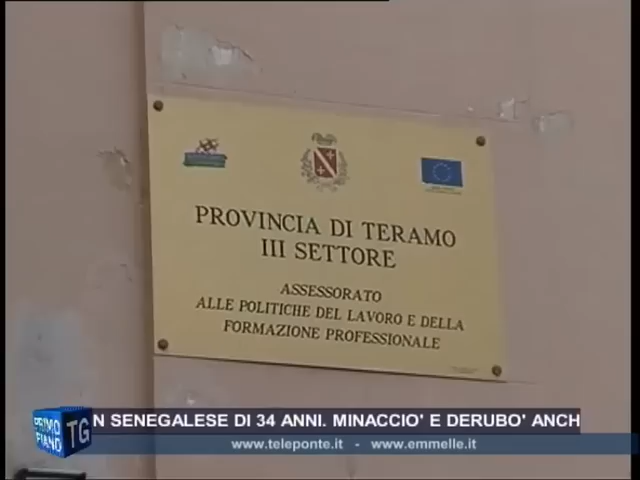 PROVINCIA DI TERAMO
III SETTORE
ASSESSORATO
ALLE POLITICHE DEL LAVORO E DELLA
FORMAZIONE PROFESSIONALE
PRIMO
PIANO
TG
N SENEGALESE DI 34 ANNI. MINACCIO' E DERUBO' ANCH
www.teleponte.it - www.emmelle.it